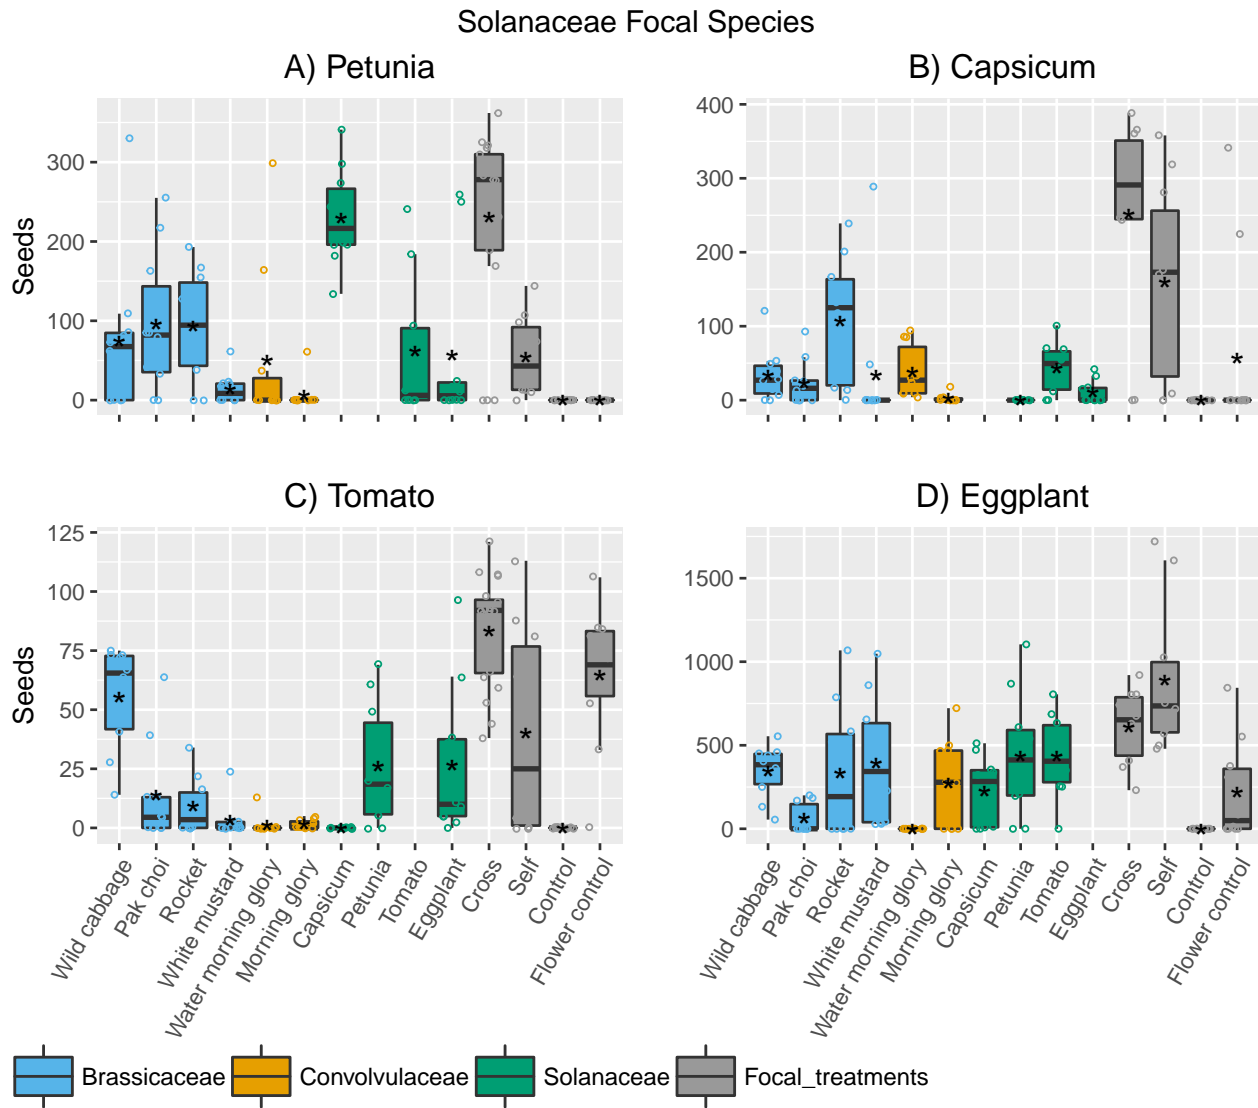 Solanaceae Focal Species
A) Petunia
B) Capsicum
Seeds
300
200
100
0
400
300
200
100
0
C) Tomato
D) Eggplant
Seeds
125
100
75
50
25
0
1500
1000
500
0
Wild cabbage
Pak choi
Rocket
White mustard
Water morning glory
Morning glory
Capsicum
Petunia
Tomato
Eggplant
Cross
Self
Control
Flower control
Wild cabbage
Pak choi
Rocket
White mustard
Water morning glory
Morning glory
Capsicum
Petunia
Tomato
Eggplant
Cross
Self
Control
Flower control
Brassicaceae Convolvulaceae Solanaceae Focal_treatments